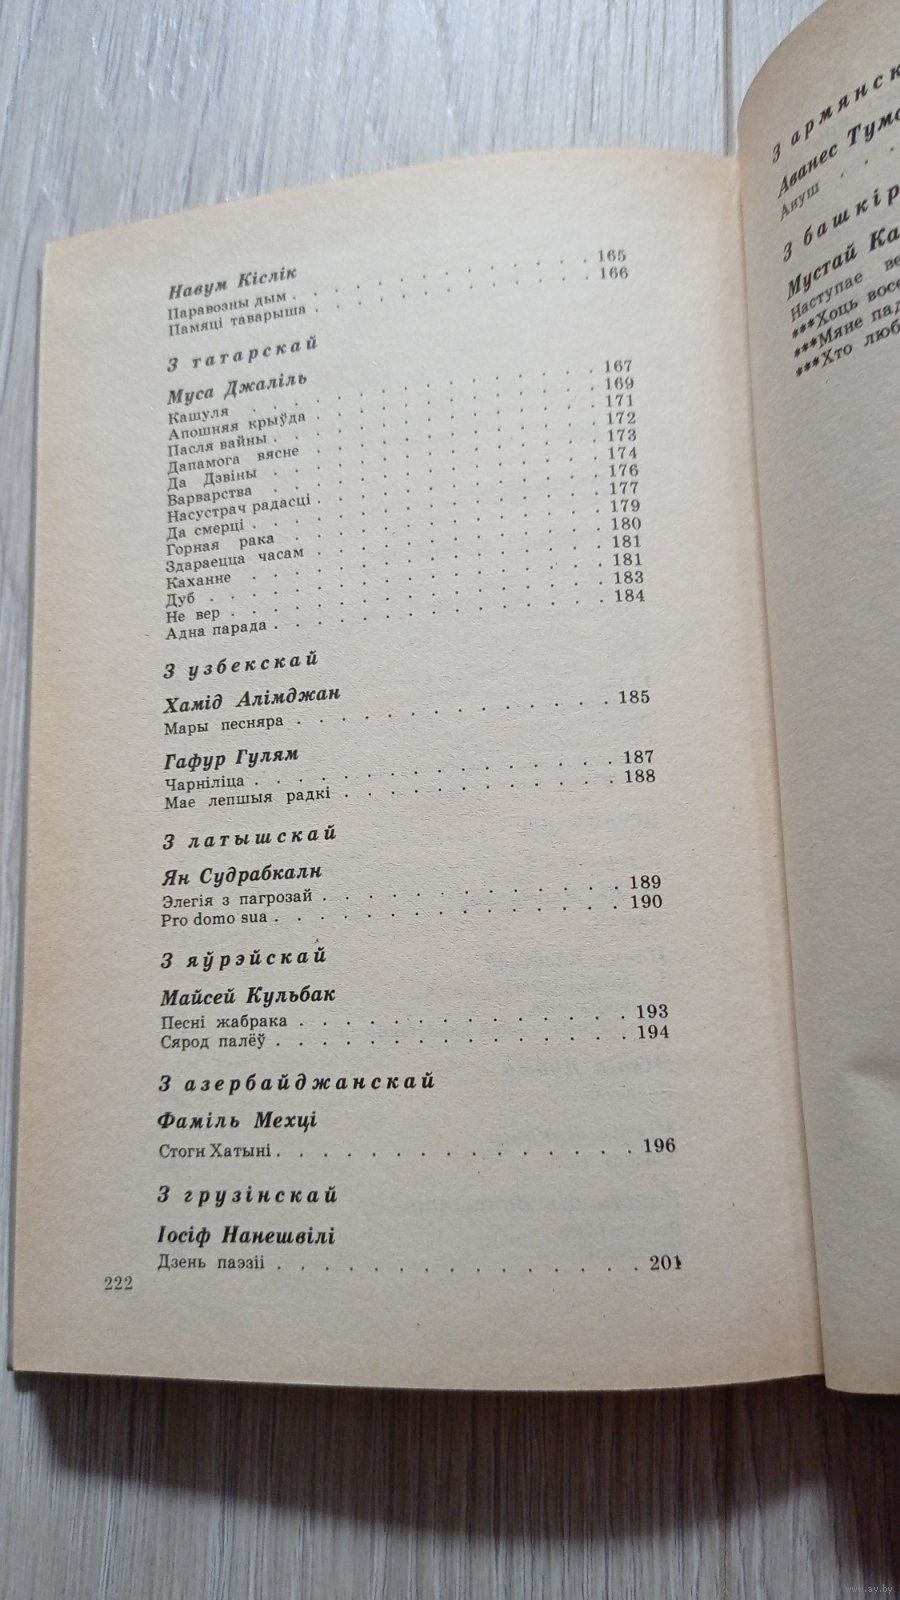 Навум Кіслік
Паравозны дым . . . . . . . . . . . . . 165
Памяці таварыша . . . . . . . . . . . . 166
З татарскай
Муса Джаліль
Кашуля . . . . . . . . . . . . . . . 167
Апошняя крыўда . . . . . . . . . . . . 169
Пасля вайны . . . . . . . . . . . . . . 171
Дапамога вясне . . . . . . . . . . . . 172
Да Дзвіны . . . . . . . . . . . . . . 173
Варварства . . . . . . . . . . . . . . 174
Насустрач радасці . . . . . . . . . . . . 176
Да смерці . . . . . . . . . . . . . . . 177
Горная рака . . . . . . . . . . . . . 179
Здараецца часам . . . . . . . . . . . . 180
Каханне . . . . . . . . . . . . . . . 181
Дуб . . . . . . . . . . . . . . . . 181
Не вер . . . . . . . . . . . . . . . . 183
Адна парада . . . . . . . . . . . . . . 184
З узбекскай
Хамід Алімджан
Мары песняра . . . . . . . . . . . . . 185
Гафур Гулям
Чарніліца . . . . . . . . . . . . . . . 187
Мае лепшыя радкі . . . . . . . . . . . 188
З латышскай
Ян Судрабкалн
Элегія з пагрозай . . . . . . . . . . . . 189
Pro domo sua . . . . . . . . . . . . . . 190
З яўрэйскай
Майсей Кульбак
Песні жабрака . . . . . . . . . . . . . 193
Сярод палёў . . . . . . . . . . . . . . 194
З азербайджанскай
Фаміль Мехці
Стогн Хатыні . . . . . . . . . . . . . . 196
З грузінскай
Іосіф Нанешвілі
Дзень паэзіі . . . . . . . . . . . . . . 201
222
З армянск
Аванес Тума
Ануш . . .
З башкір
Мустай Ка
Наступае ве
***Хоць восе
***Мяне пад
***Хто люб
www.ay.by